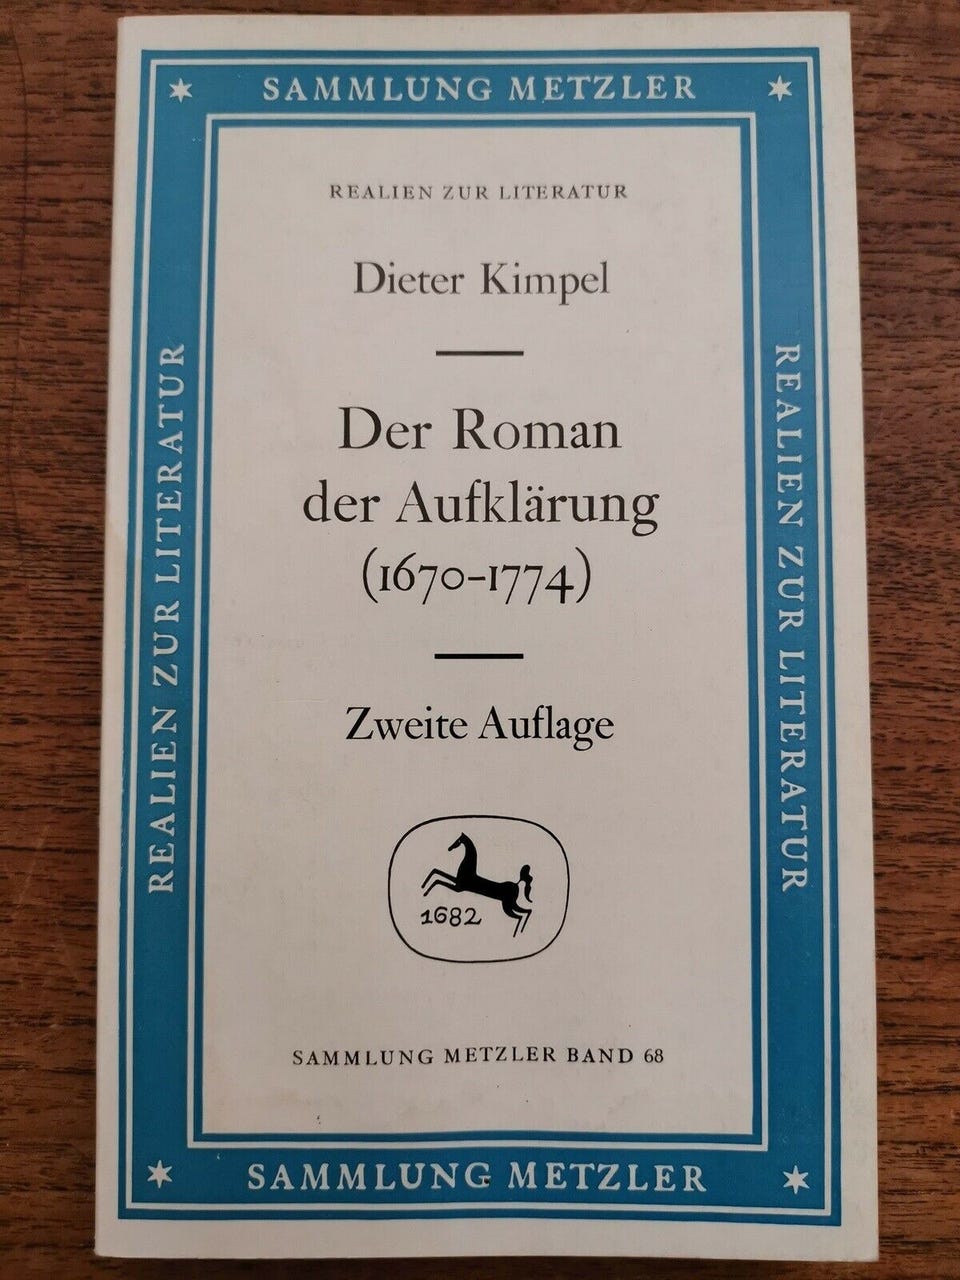 SAMMLUNG METZLER
REALIEN ZUR LITERATUR
REALIEN ZUR LITERATUR
Dieter Kimpel
Der Roman
der Aufklärung
(1670–1774)
Zweite Auflage
1682
SAMMLUNG METZLER BAND 68
REALIEN ZUR LITERATUR
SAMMLUNG METZLER